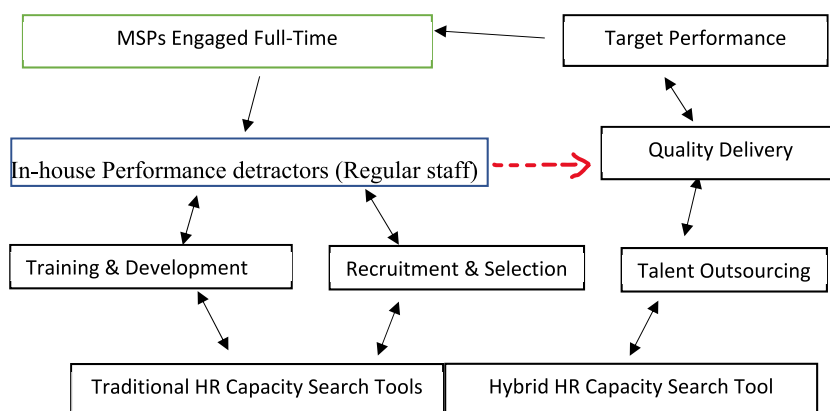 MSPs Engaged Full-Time
Target Performance
In-house Performance detractors (Regular staff)
Quality Delivery
Training & Development
Recruitment & Selection
Talent Outsourcing
Traditional HR Capacity Search Tools
Hybrid HR Capacity Search Tool